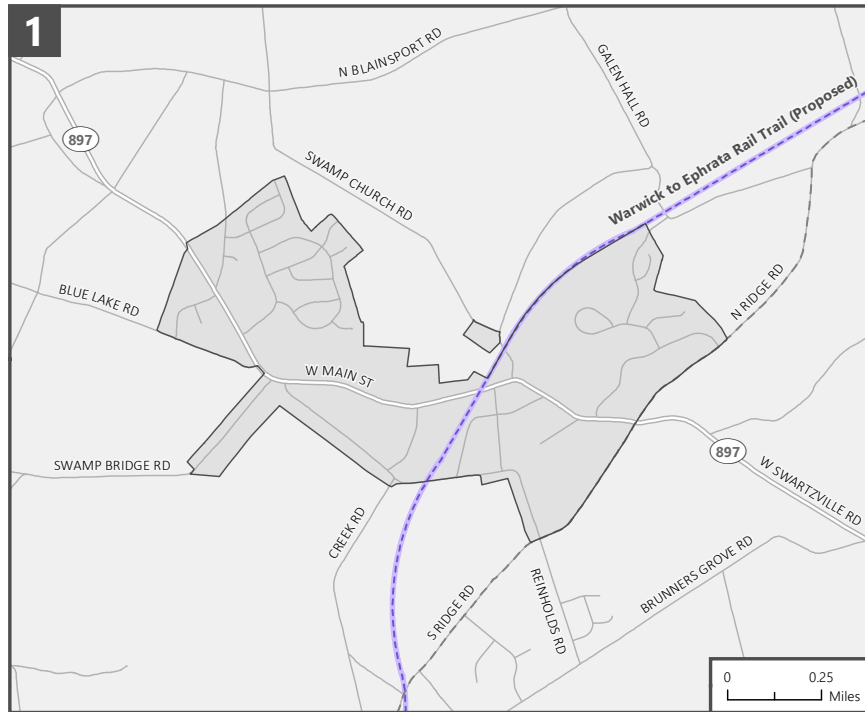 1
N BLAINSPORT RD
GALEN HALL RD
Warwick to Ephrata Rail Trail (Proposed)
897
SWAMP CHURCH RD
BLUE LAKE RD
N RIDGE RD
W MAIN ST
SWAMP BRIDGE RD
897
W SWARTZVILLE RD
CREEK RD
S RIDGE RD
REINHOLDS RD
BRUNNERS GROVE RD
0 0.25
Miles